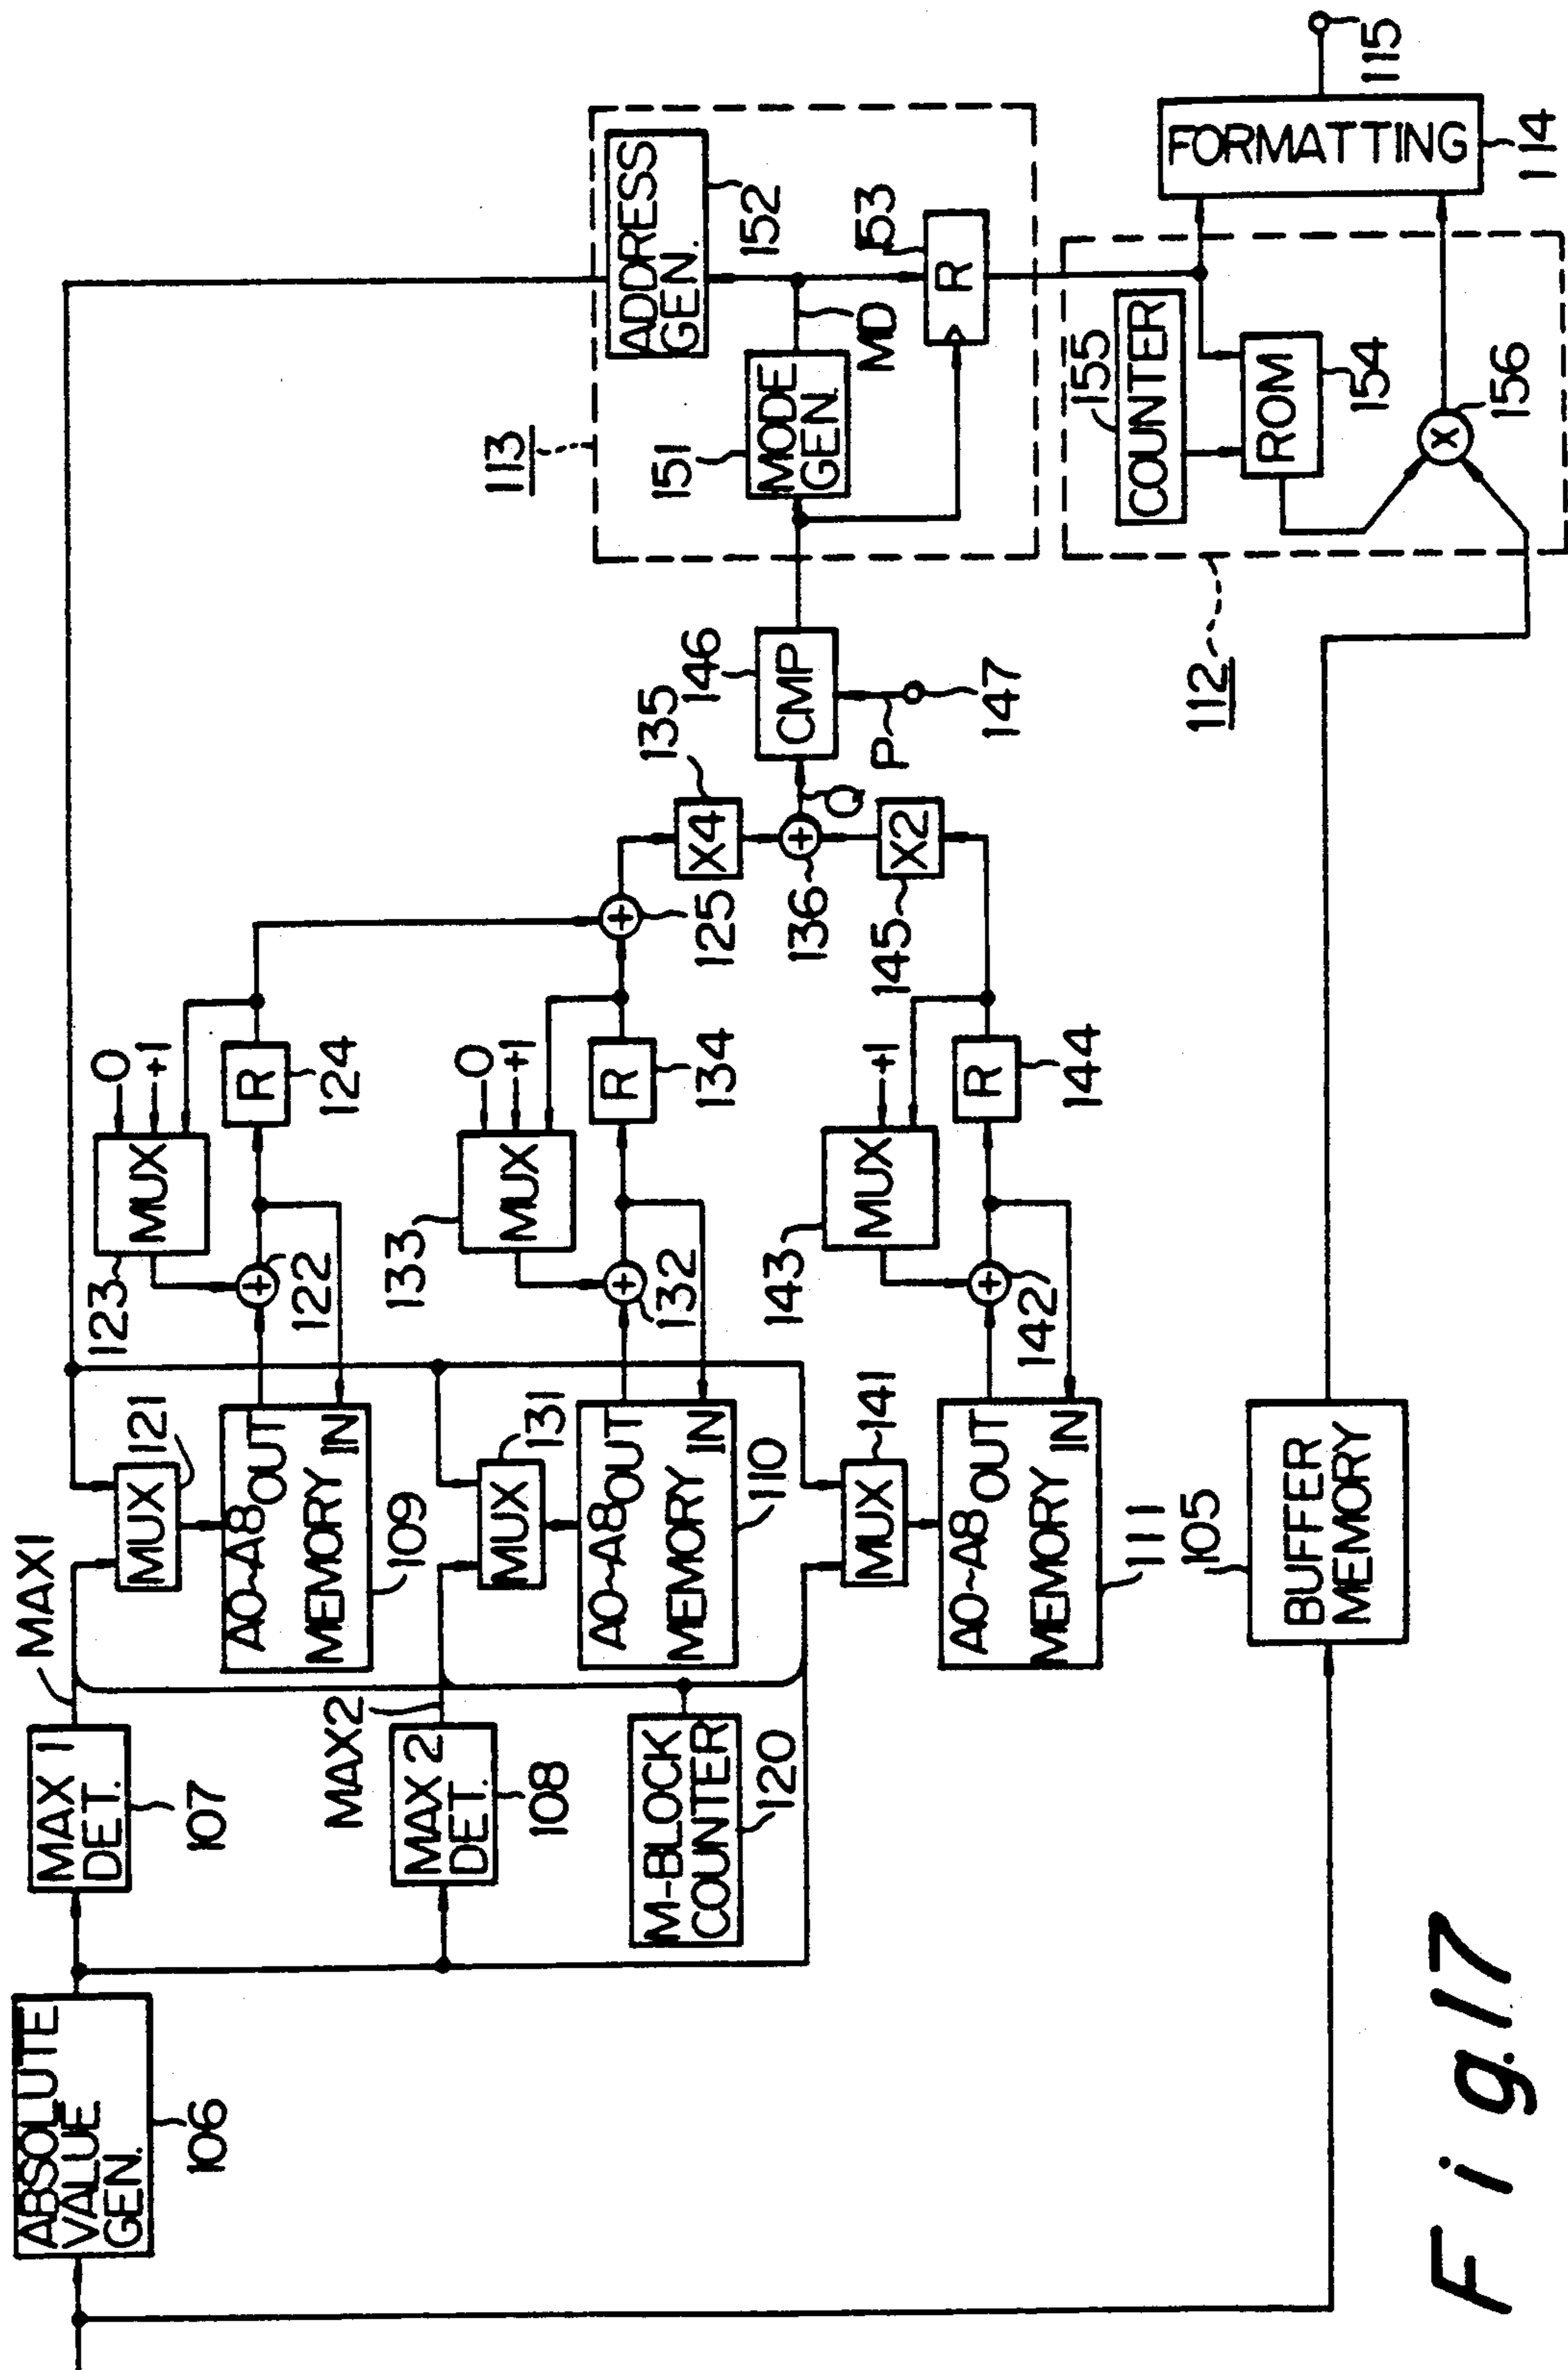 ABSOLUTE
VALUE
GEN.
106
MAX 1
DET.
107
MAX1
MAX 2
DET.
108
MAX2
M-BLOCK
COUNTER
120
MUX
121
A0~A8
OUT
MEMORY
IN
109
MUX
131
A0~A8
OUT
MEMORY
IN
110
MUX
141
A0~A8
OUT
MEMORY
IN
111
BUFFER
MEMORY
105
MUX
123
0
+1
122
R
124
MUX
133
0
+1
132
R
134
MUX
143
+1
142
R
144
125
X4
135
136
X2
145
Q
CMP
146
P
147
113
MODE
GEN.
151
MD
ADDRESS
GEN.
152
R
153
112
COUNTER
155
ROM
154
X
156
FORMATTING
114
115
Fig.17